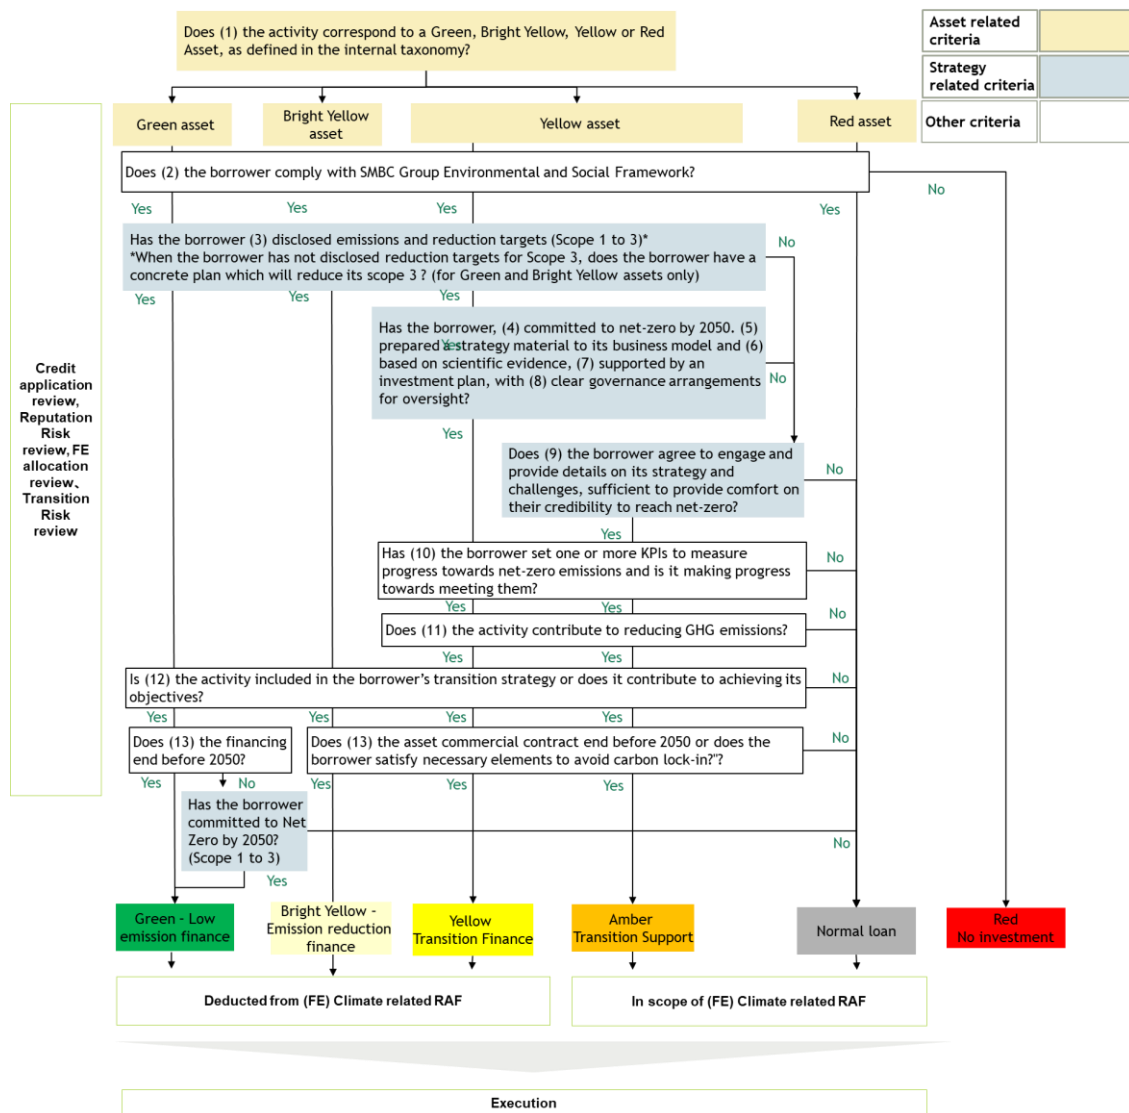 Does (1) the activity correspond to a Green, Bright Yellow, Yellow or Red
Asset, as defined in the internal taxonomy?
Asset related
criteria
Strategy
related criteria
Other criteria
Green asset
Bright Yellow
asset
Yellow asset
Red asset
Does (2) the borrower comply with SMBC Group Environmental and Social Framework?
No
Yes
Yes
Yes
Yes
Has the borrower (3) disclosed emissions and reduction targets (Scope 1 to 3)*
*When the borrower has not disclosed reduction targets for Scope 3, does the borrower have a
concrete plan which will reduce its scope 3 ? (for Green and Bright Yellow assets only)
No
Yes
Yes
Yes
Has the borrower, (4) committed to net-zero by 2050. (5)
prepared a strategy material to its business model and (6)
based on scientific evidence, (7) supported by an
investment plan, with (8) clear governance arrangements
for oversight?
Yes
No
Yes
Credit
application
review,
Reputation
Risk
review, FE
allocation
review、
Transition
Risk
review
Does (9) the borrower agree to engage and
provide details on its strategy and
challenges, sufficient to provide comfort on
their credibility to reach net-zero?
No
Yes
Has (10) the borrower set one or more KPIs to measure
progress towards net-zero emissions and is it making progress
towards meeting them?
No
Yes
Yes
Does (11) the activity contribute to reducing GHG emissions?
No
Yes
Yes
Is (12) the activity included in the borrower's transition strategy or does it contribute to achieving its
objectives?
No
Yes
Yes
Yes
Yes
Does (13) the financing
end before 2050?
Does (13) the asset commercial contract end before 2050 or does the
borrower satisfy necessary elements to avoid carbon lock-in?"?
No
Yes
No
Yes
Yes
Yes
Has the borrower
committed to Net
Zero by 2050?
(Scope 1 to 3)
No
Yes
Green - Low
emission finance
Bright Yellow -
Emission reduction
finance
Yellow
Transition Finance
Amber
Transition Support
Normal loan
Red
No investment
Deducted from (FE) Climate related RAF
In scope of (FE) Climate related RAF
Execution